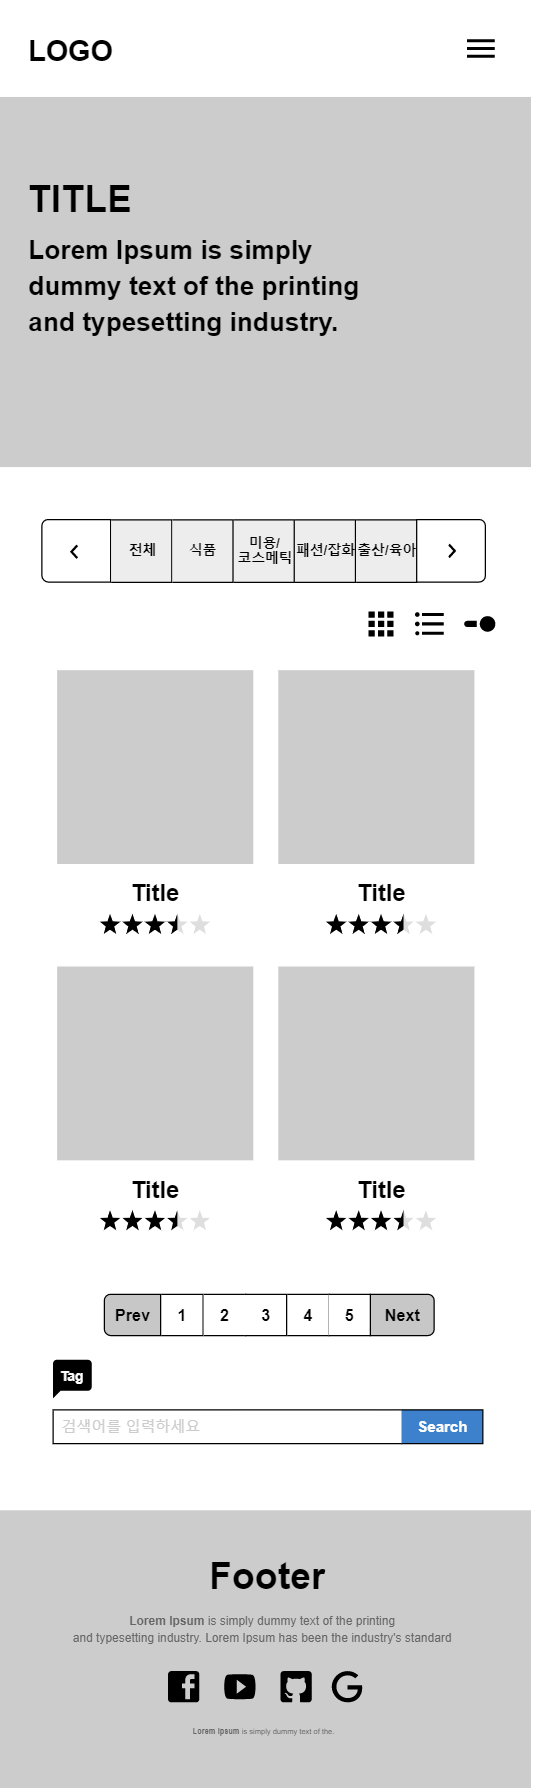 LOGO
TITLE
Lorem Ipsum is simply
dummy text of the printing
and typesetting industry.
전체
식품
미용/
코스메틱
패션/잡화
출산/육아
Title
Title
Title
Title
Prev 1 2 3 4 5 Next
Tag
검색어를 입력하세요
Search
Footer
Lorem Ipsum is simply dummy text of the printing
and typesetting industry. Lorem Ipsum has been the industry's standard
Lorem Ipsum is simply dummy text of the.